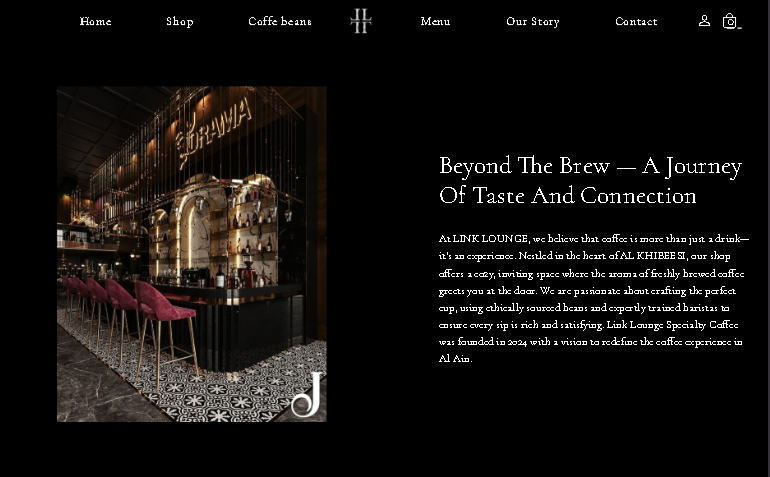 Home Shop Coffe beans Menu Our Story Contact
DRAMA
Beyond The Brew — A Journey
Of Taste And Connection
At LINK LOUNGE, we believe that coffee is more than just a drink—
it's an experience. Nestled in the heart of AL KHIBEESI, our shop
offers a cozy, inviting space where the aroma of freshly brewed coffee
greets you at the door. We are passionate about crafting the perfect
cup, using ethically sourced beans and expertly trained baristas to
ensure every sip is rich and satisfying. Link Lounge Specialty Coffee
was founded in 2024 with a vision to redefine the coffee experience in
Al Ain.
J